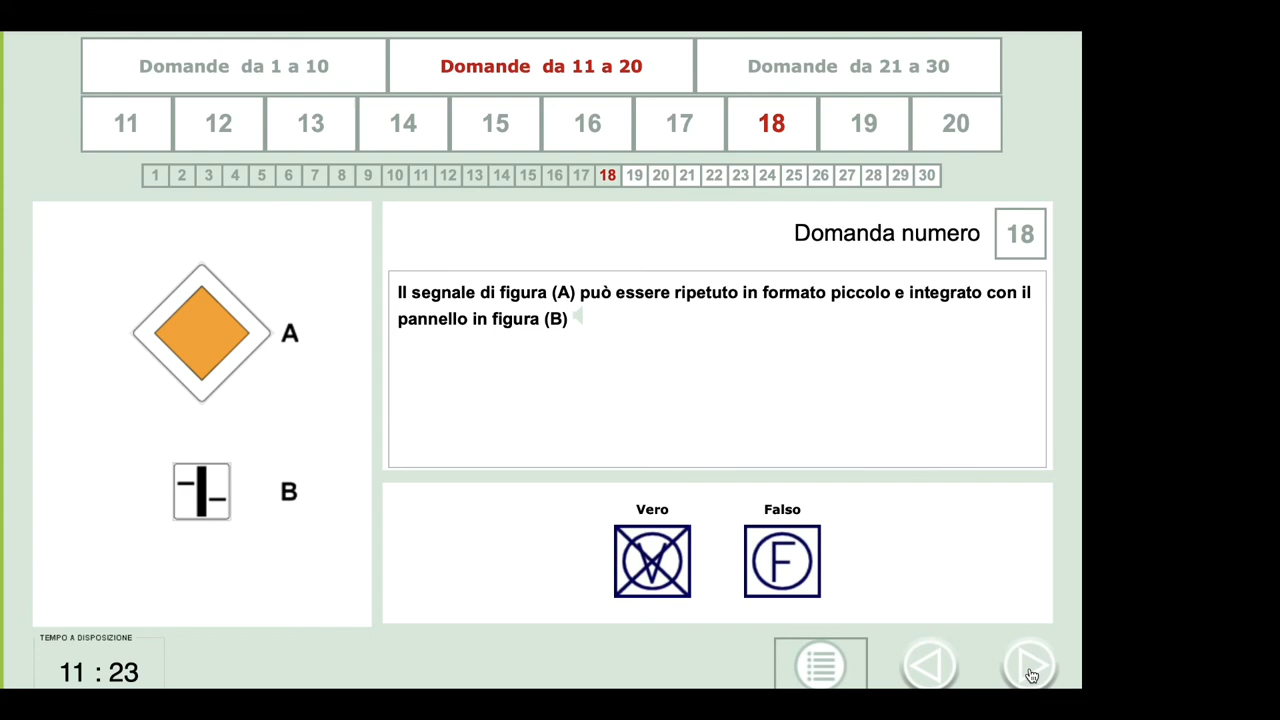 Domande da 1 a 10 Domande da 11 a 20 Domande da 21 a 30
11 12 13 14 15 16 17 18 19 20
1 2 3 4 5 6 7 8 9 10 11 12 13 14 15 16 17 18 19 20 21 22 23 24 25 26 27 28 29 30
Domanda numero 18
Il segnale di figura (A) può essere ripetuto in formato piccolo e integrato con il
pannello in figura (B)
A
B
Vero Falso
V F
TEMPO A DISPOSIZIONE
11 : 23